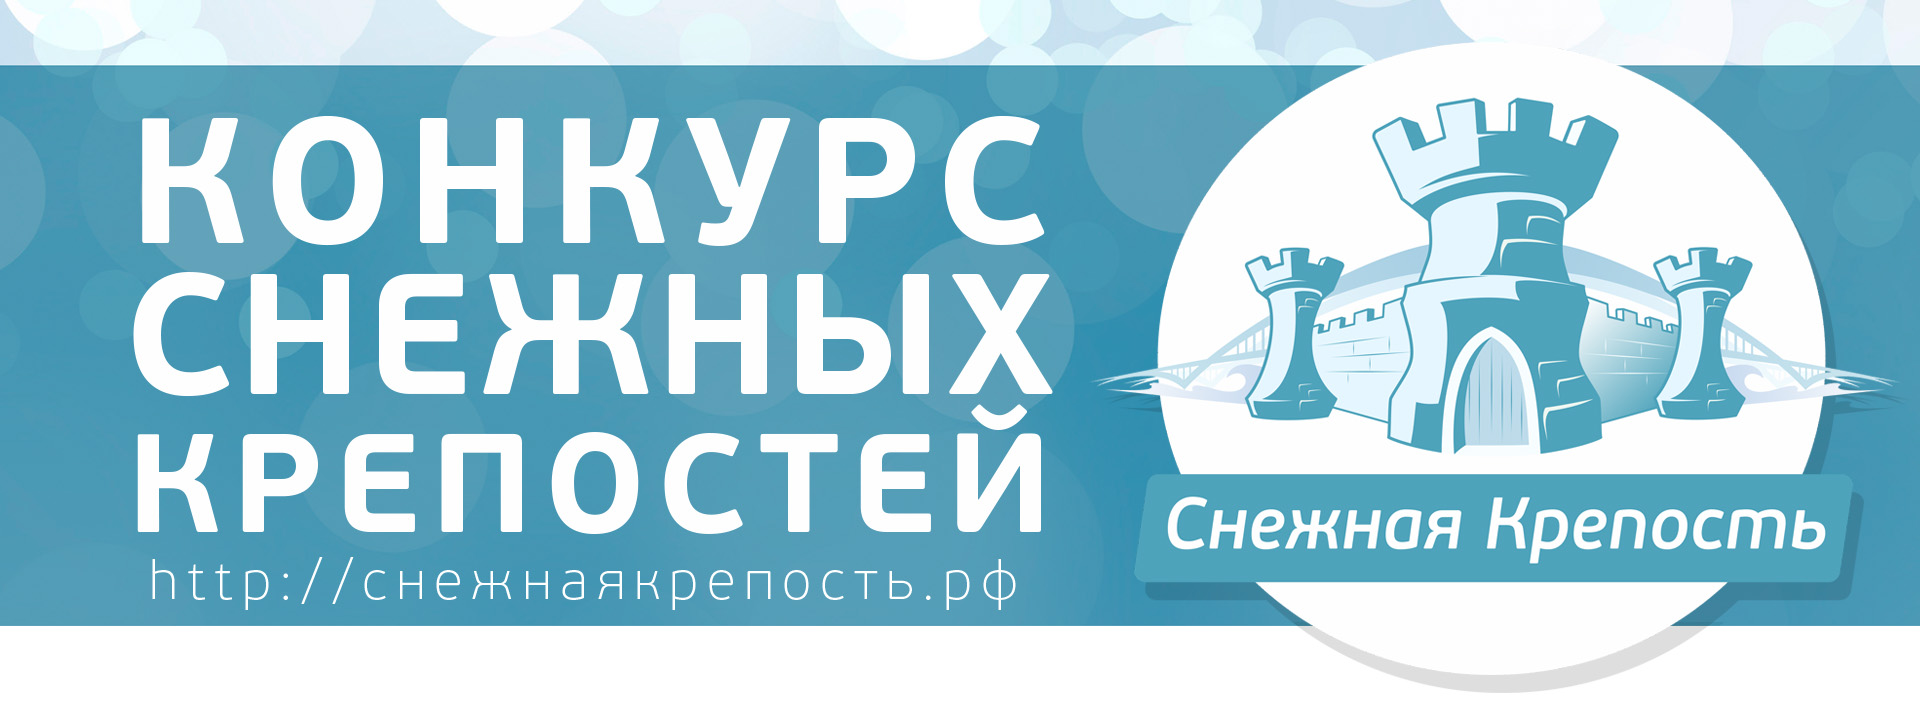 КОНКУРС
СНЕЖНЫХ
КРЕПОСТЕЙ
http://снежнаякрепость.рф
Снежная Крепость